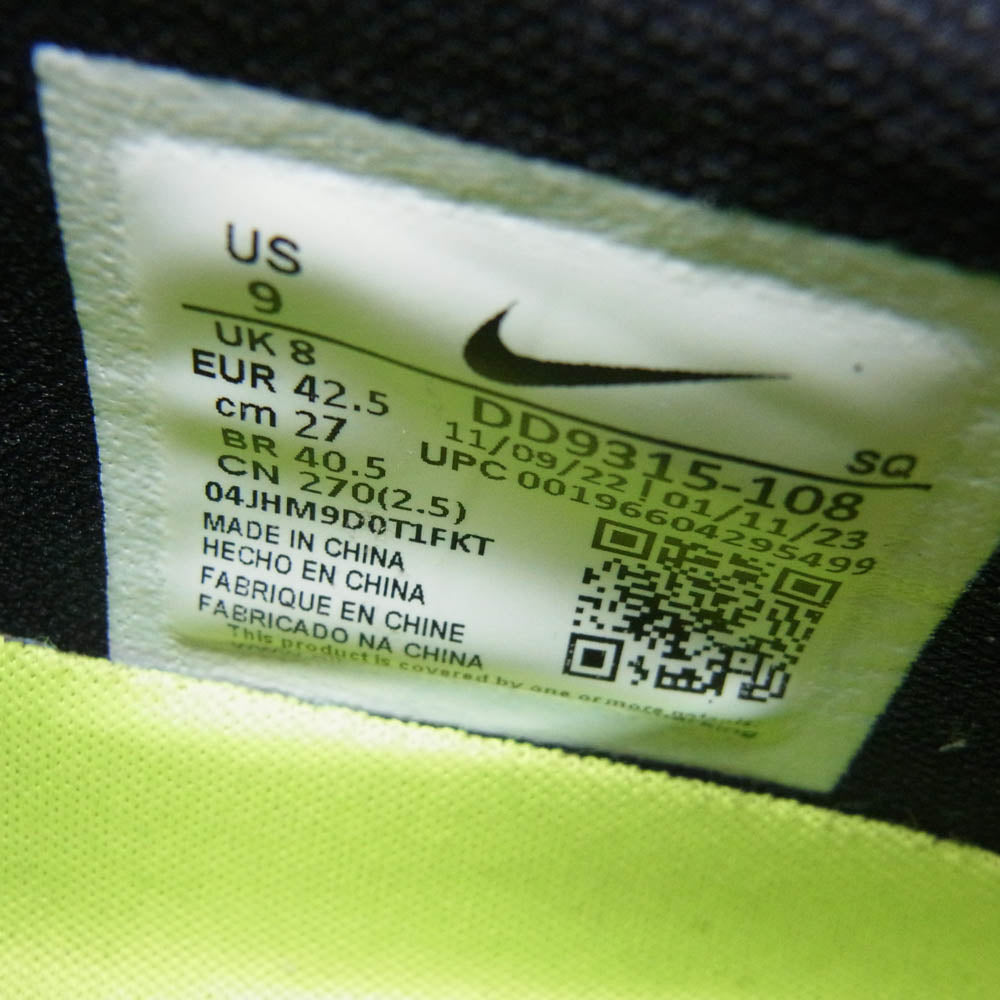 US
9
SQ
UK 8
EUR 42.5
cm 27
BR 40.5
CN 270(2.5)
DD9315-108
11/09/22 | 01/11/23
UPC 00196604295499
04JHM9D0T1FKT
MADE IN CHINA
HECHO EN CHINA
FABRIQUE EN CHINE
FABRICADO NA CHINA
This product is covered by one or more